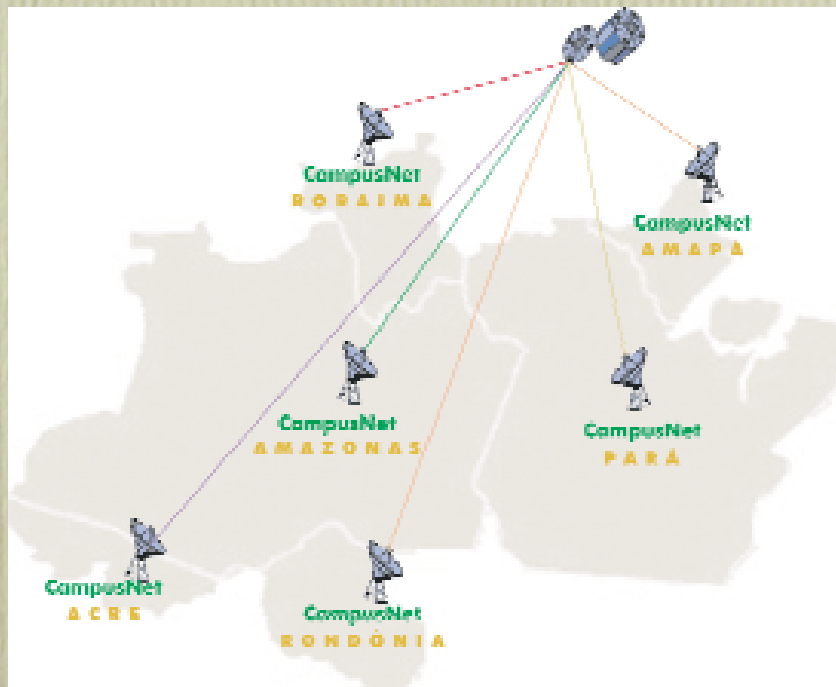 CampusNet
RORAIMA
CampusNet
AMAPÁ
CampusNet
AMAZONAS
CampusNet
PARÁ
CampusNet
ACRE
CampusNet
RONDÔNIA